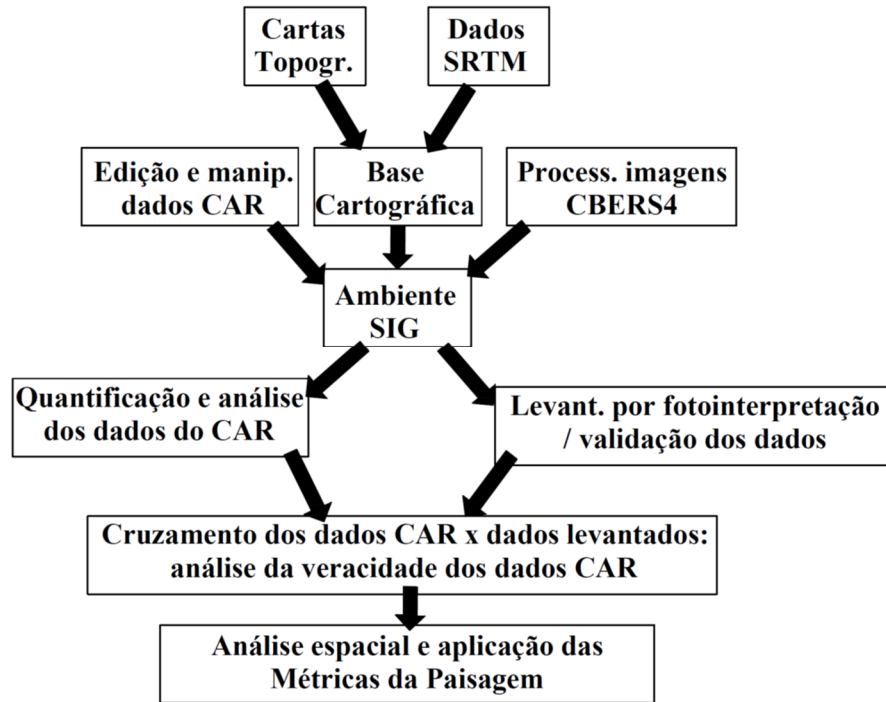 Cartas
Topogr.
Dados
SRTM
Edição e manip.
dados CAR
Base
Cartográfica
Process. imagens
CBERS4
Ambiente
SIG
Quantificação e análise
dos dados do CAR
Levant. por fotointerpretação
/ validação dos dados
Cruzamento dos dados CAR x dados levantados:
análise da veracidade dos dados CAR
Análise espacial e aplicação das
Métricas da Paisagem